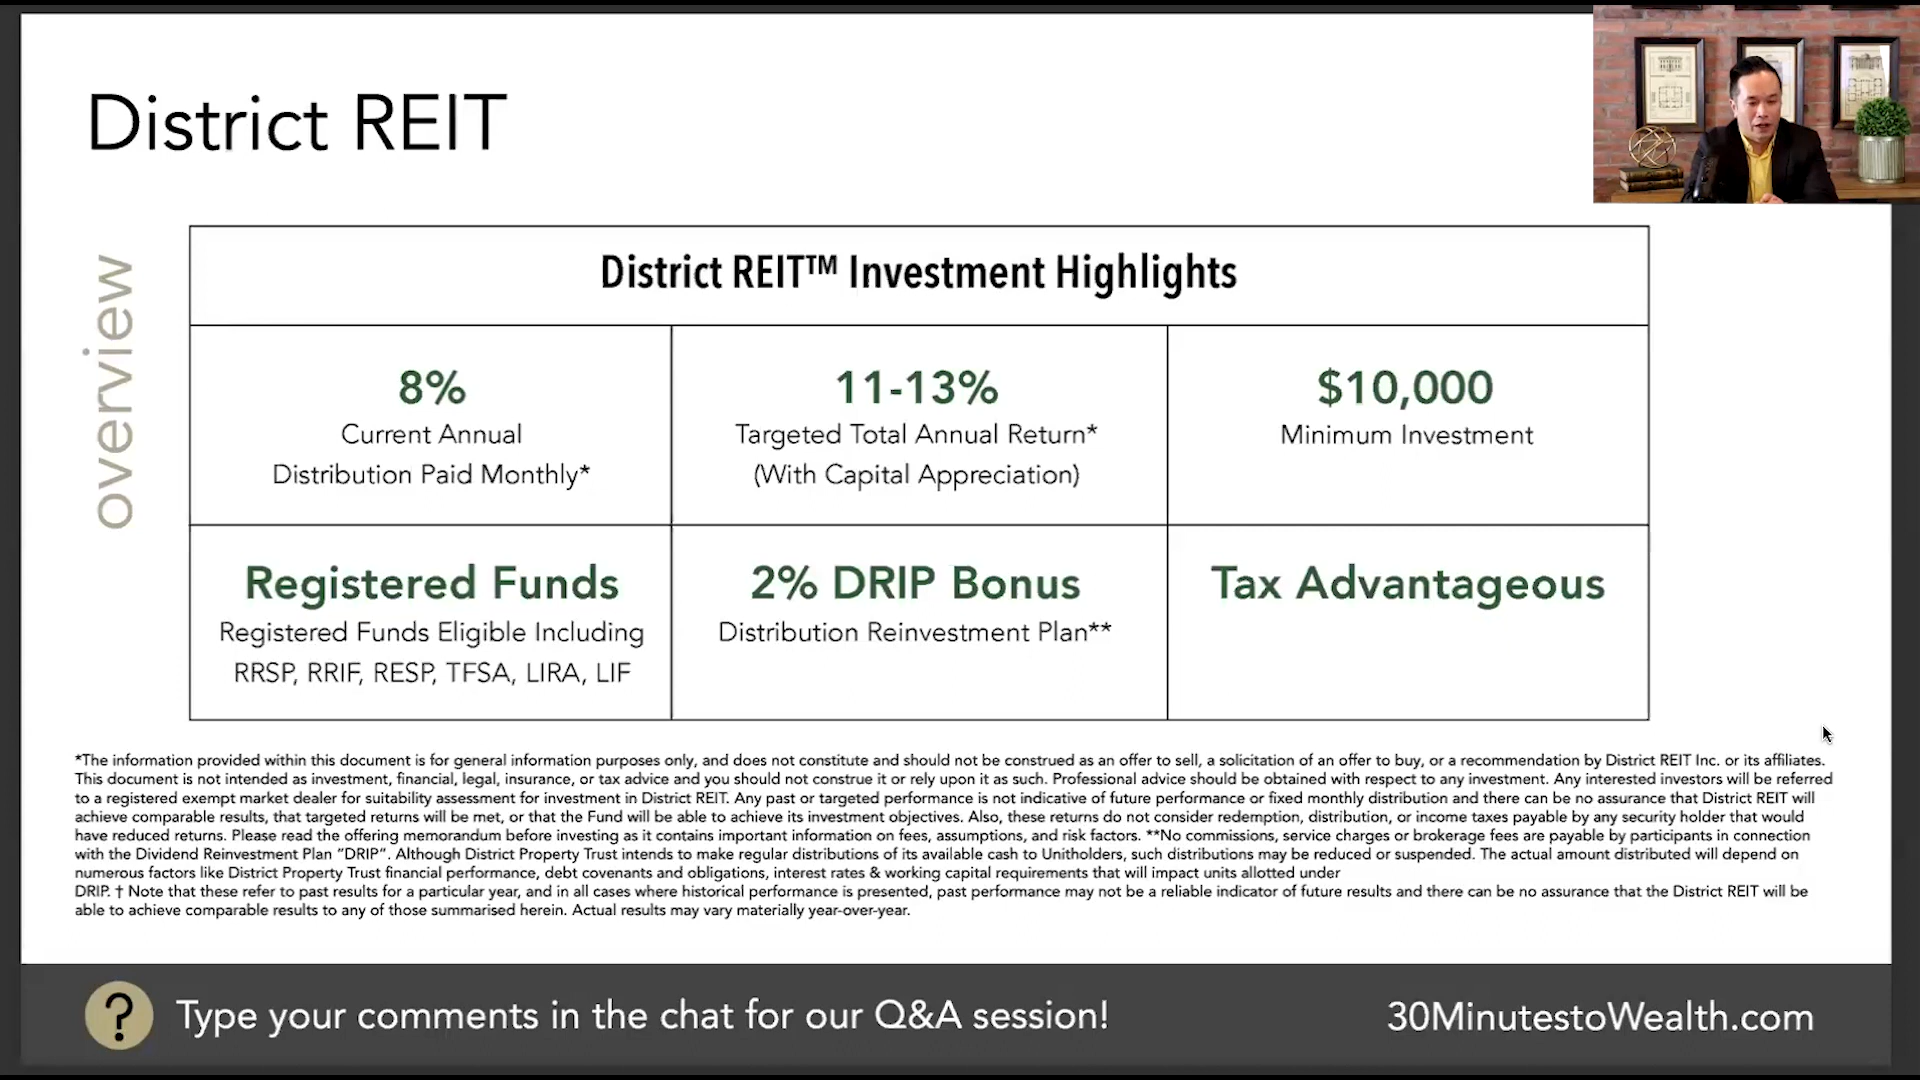 District REIT
overview
District REIT™ Investment Highlights
8%
Current Annual
Distribution Paid Monthly*
11-13%
Targeted Total Annual Return*
(With Capital Appreciation)
$10,000
Minimum Investment
Registered Funds
Registered Funds Eligible Including
RRSP, RRIF, RESP, TFSA, LIRA, LIF
2% DRIP Bonus
Distribution Reinvestment Plan**
Tax Advantageous
*The information provided within this document is for general information purposes only, and does not constitute and should not be construed as an offer to sell, a solicitation of an offer to buy, or a recommendation by District REIT Inc. or its affiliates.
This document is not intended as investment, financial, legal, insurance, or tax advice and you should not construe it or rely upon it as such. Professional advice should be obtained with respect to any investment. Any interested investors will be referred
to a registered exempt market dealer for suitability assessment for investment in District REIT. Any past or targeted performance is not indicative of future performance or fixed monthly distribution and there can be no assurance that District REIT will
achieve comparable results, that targeted returns will be met, or that the Fund will be able to achieve its investment objectives. Also, these returns do not consider redemption, distribution, or income taxes payable by any security holder that would
have reduced returns. Please read the offering memorandum before investing as it contains important information on fees, assumptions, and risk factors. **No commissions, service charges or brokerage fees are payable by participants in connection
with the Dividend Reinvestment Plan "DRIP". Although District Property Trust intends to make regular distributions of its available cash to Unitholders, such distributions may be reduced or suspended. The actual amount distributed will depend on
numerous factors like District Property Trust financial performance, debt covenants and obligations, interest rates & working capital requirements that will impact units allotted under
DRIP. † Note that these refer to past results for a particular year, and in all cases where historical performance is presented, past performance may not be a reliable indicator of future results and there can be no assurance that the District REIT will be
able to achieve comparable results to any of those summarised herein. Actual results may vary materially year-over-year.
? Type your comments in the chat for our Q&A session!
30MinutestoWealth.com